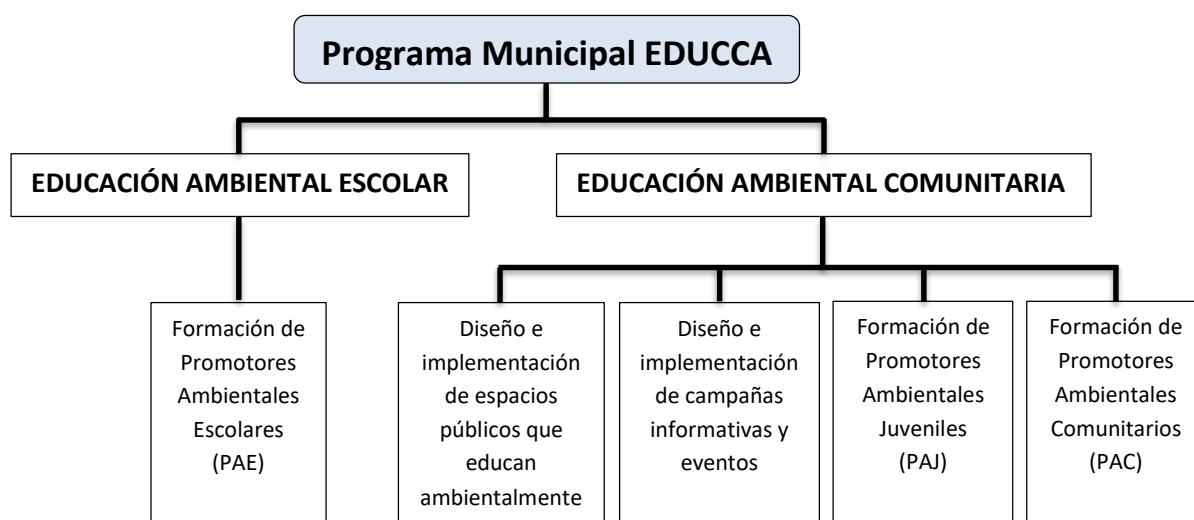 Programa Municipal EDUCCA
EDUCACIÓN AMBIENTAL ESCOLAR
EDUCACIÓN AMBIENTAL COMUNITARIA
Formación de
Promotores
Ambientales
Escolares
(PAE)
Diseño e
implementación
de espacios
públicos que
educan
ambientalmente
Diseño e
implementación
de campañas
informativas y
eventos
Formación de
Promotores
Ambientales
Juveniles
(PAJ)
Formación de
Promotores
Ambientales
Comunitarios
(PAC)